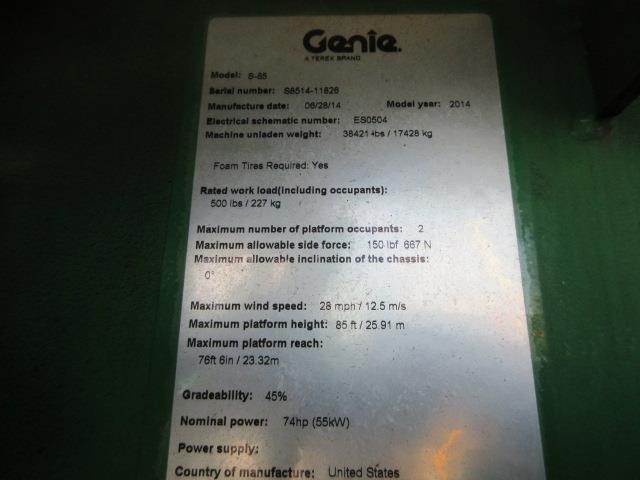 Genie.
A TEREX BRAND
Model: S-85
Serial number: S8514-11826
Manufacture date: 06/28/14 Model year: 2014
Electrical schematic number: ES0504
Machine unladen weight: 38421 lbs / 17428 kg
Foam Tires Required: Yes
Rated work load(including occupants):
500 lbs / 227 kg
Maximum number of platform occupants: 2
Maximum allowable side force: 150 lbf 667 N
Maximum allowable inclination of the chassis:
0°
Maximum wind speed: 28 mph / 12.5 m/s
Maximum platform height: 85 ft / 25.91 m
Maximum platform reach:
76ft 6in / 23.32m
Gradeability: 45%
Nominal power: 74hp (55kW)
Power supply:
Country of manufacture: United States